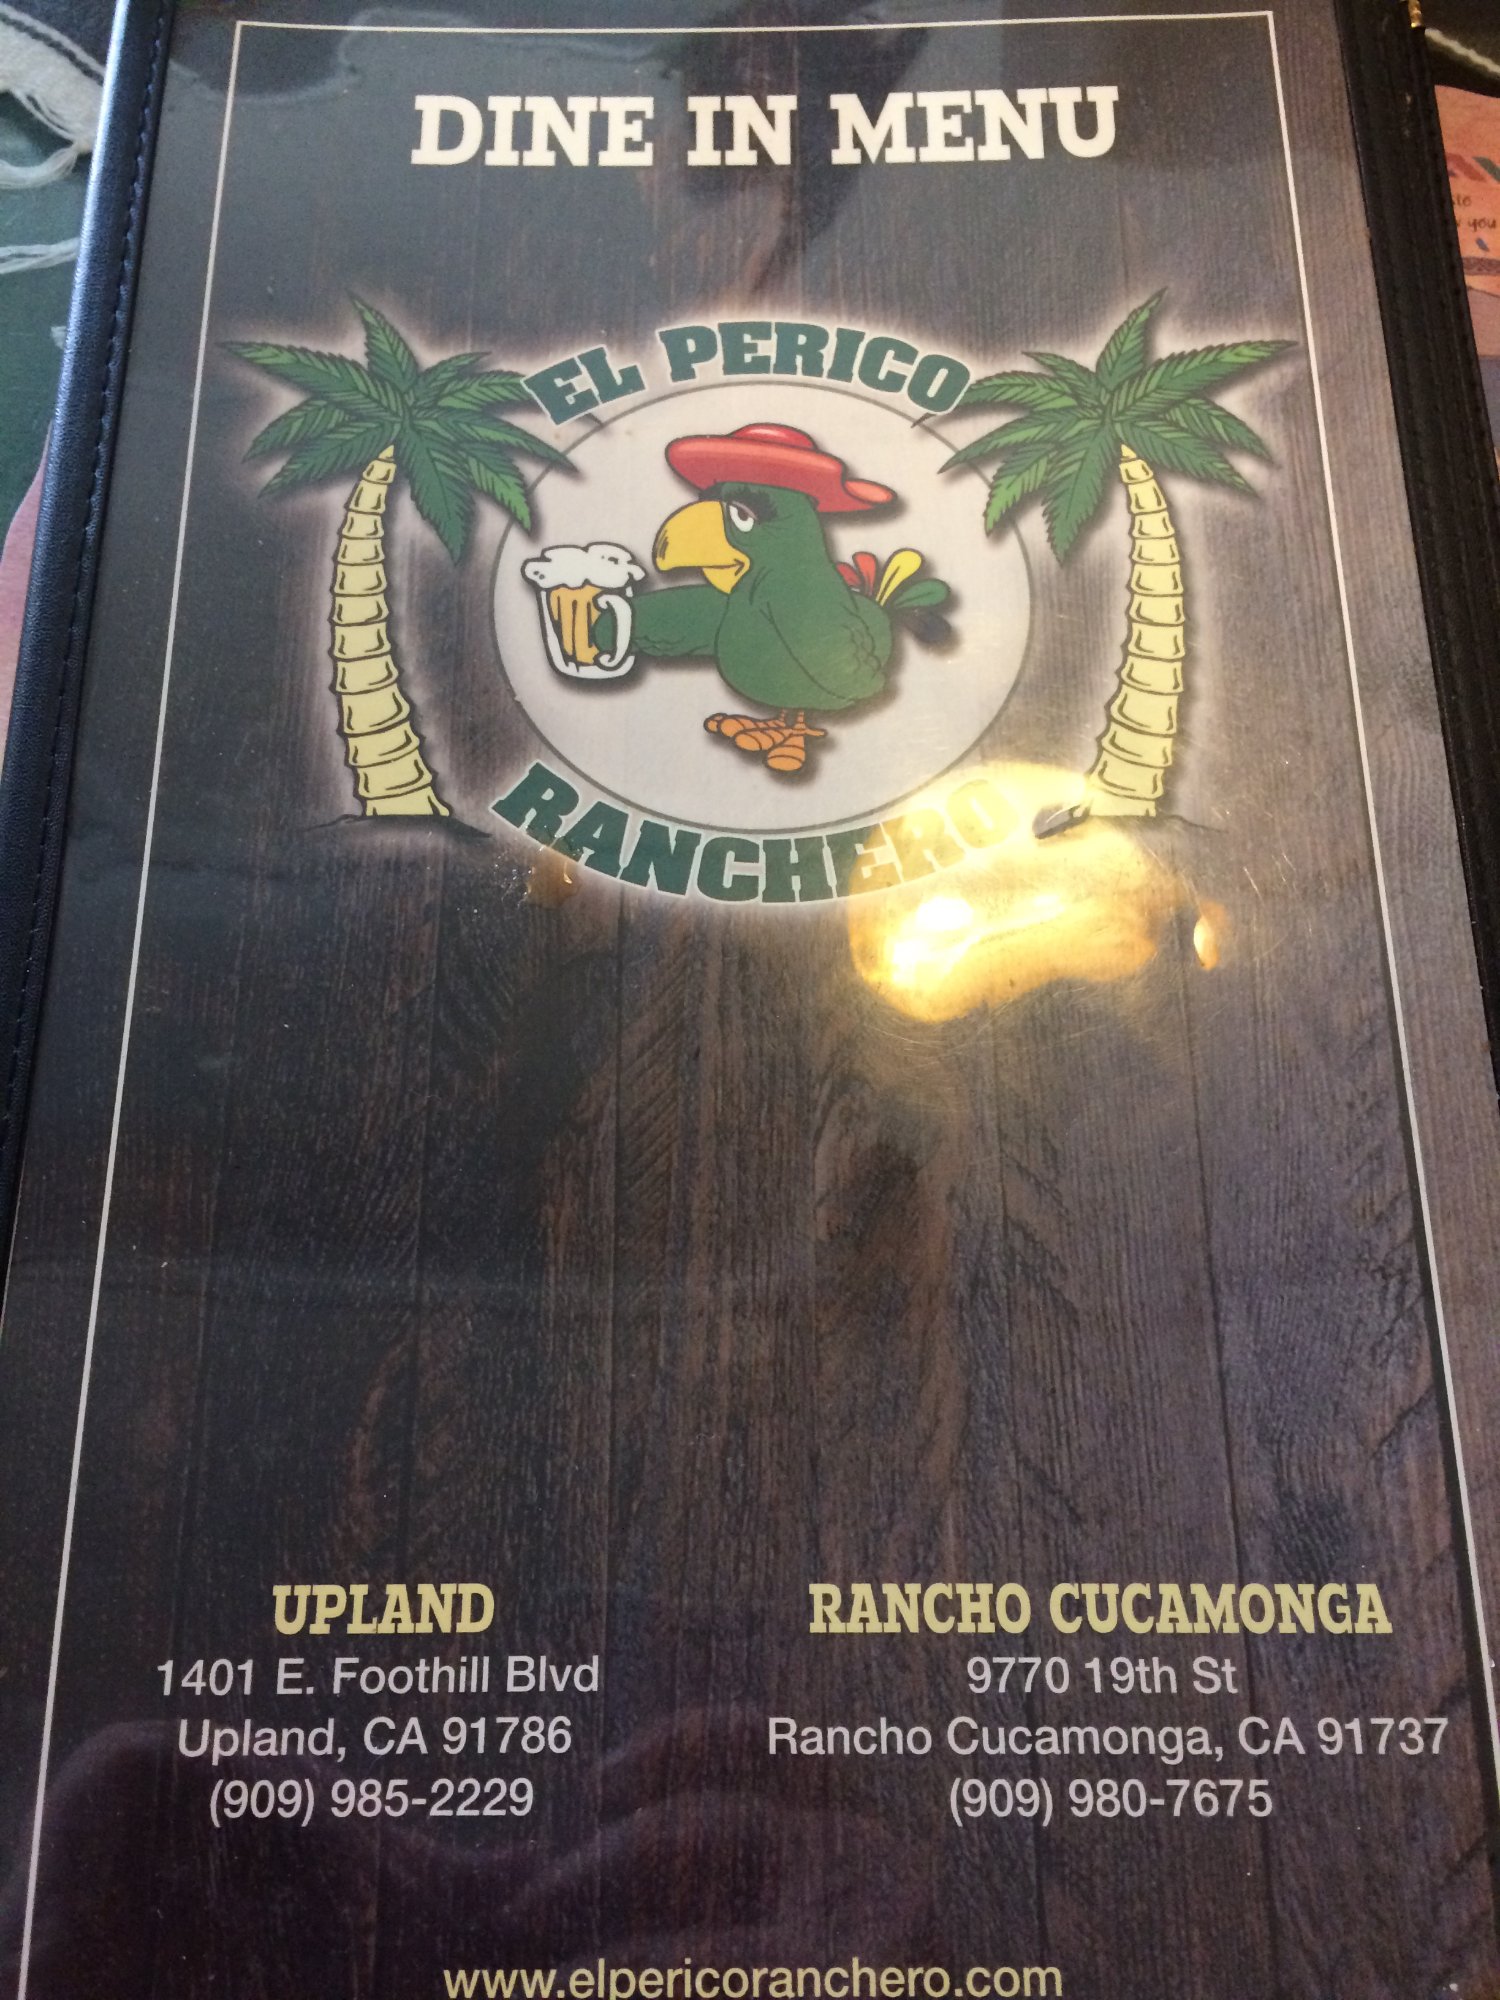 DINE IN MENU
EL PERICO
RANCHERO
UPLAND
1401 E. Foothill Blvd
Upland, CA 91786
(909) 985-2229
RANCHO CUCAMONGA
9770 19th St
Rancho Cucamonga, CA 91737
(909) 980-7675
www.elpericoranchero.com
you